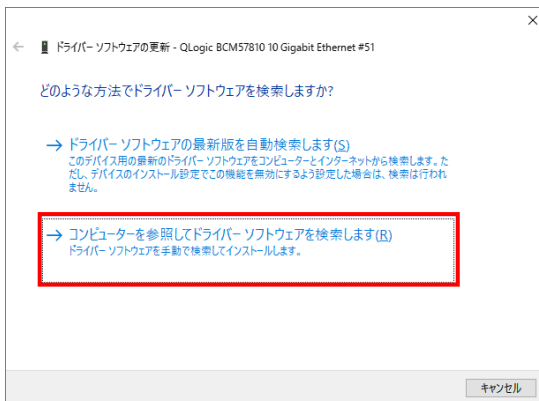 ドライバー ソフトウェアの更新 - QLogic BCM57810 10 Gigabit Ethernet #51
どのような方法でドライバー ソフトウェアを検索しますか?
→ ドライバー ソフトウェアの最新版を自動検索します(S)
このデバイス用の最新のドライバー ソフトウェアをコンピューターとインターネットから検索します。た
だし、デバイスのインストール設定でこの機能を無効にするよう設定した場合は、検索は行われ
ません。
→ コンピューターを参照してドライバー ソフトウェアを検索します(R)
ドライバー ソフトウェアを手動で検索してインストールします。
キャンセル